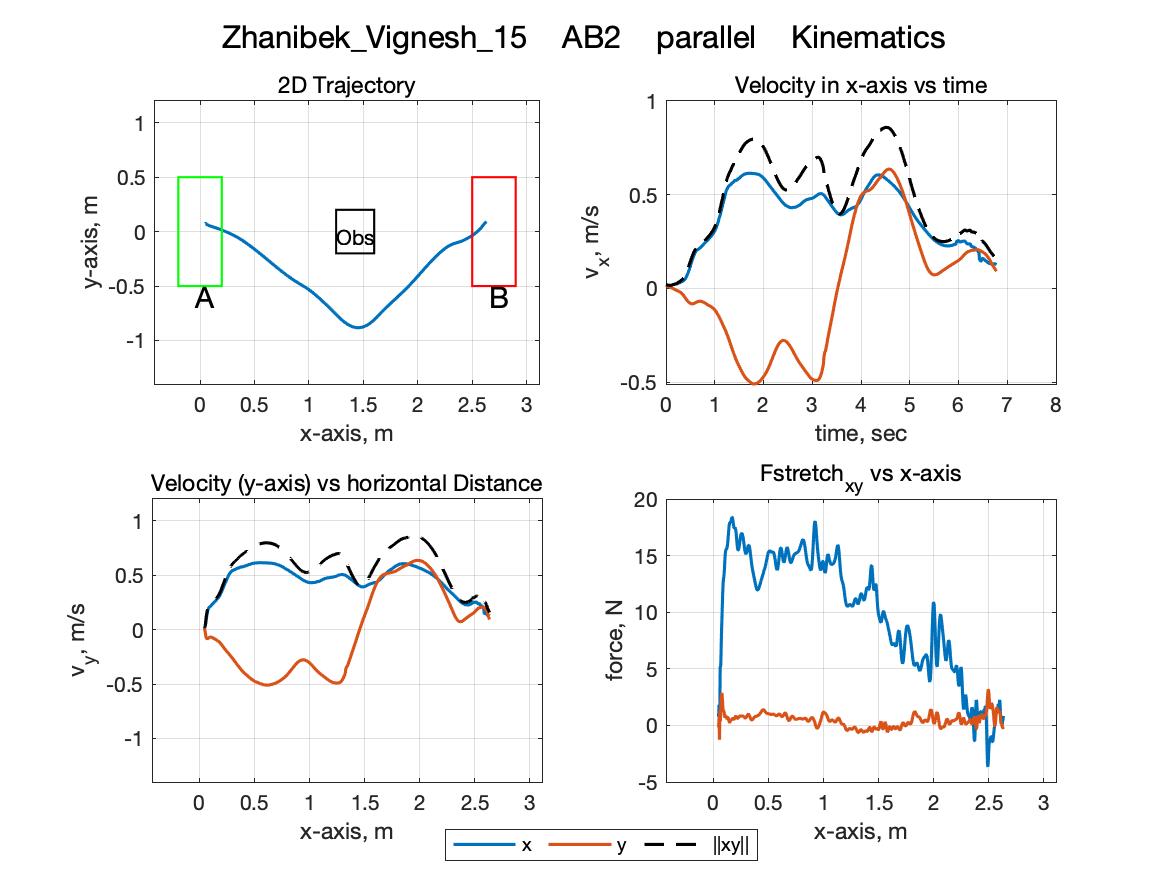 Zhanibek_Vignesh_15 AB2 parallel Kinematics
2D Trajectory
1
0.5
0
-0.5
-1
y-axis, m
Obs
A
B
0 0.5 1 1.5 2 2.5 3
x-axis, m
Velocity in x-axis vs time
1
0.5
0
-0.5
vx, m/s
0 1 2 3 4 5 6 7 8
time, sec
Velocity (y-axis) vs horizontal Distance
1
0.5
0
-0.5
-1
vy, m/s
0 0.5 1 1.5 2 2.5 3
x-axis, m
Fstretchxy vs x-axis
20
15
10
5
0
-5
force, N
0 0.5 1 1.5 2 2.5 3
x-axis, m
x y ||xy||